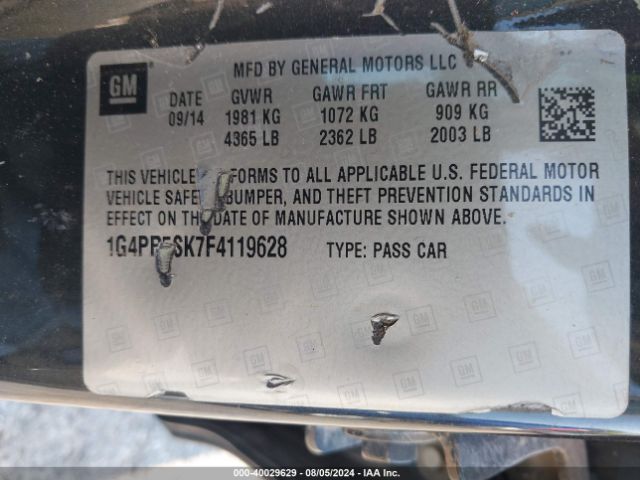 GM
MFD BY GENERAL MOTORS LLC
DATE GVWR GAWR FRT GAWR RR
09/14 1981 KG 1072 KG 909 KG
4365 LB 2362 LB 2003 LB
THIS VEHICLE FORMS TO ALL APPLICABLE U.S. FEDERAL MOTOR
VEHICLE SAFE BUMPER, AND THEFT PREVENTION STANDARDS IN
EFFECT ON THE DATE OF MANUFACTURE SHOWN ABOVE.
TYPE: PASS CAR
000-40029629 - 08/05/2024 - IAA Inc.